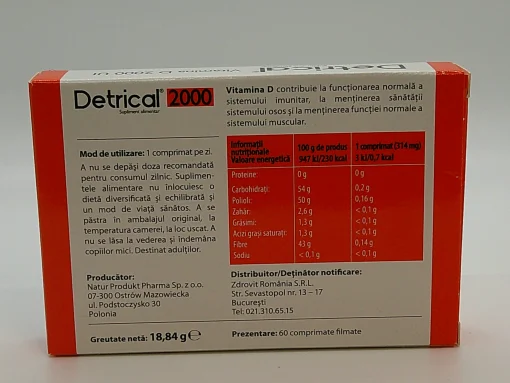 Detrical
Vitamina D 2000 UI
Detrical® 2000
Supliment alimentar
Vitamina D contribuie la funcționarea normală a
sistemului imunitar, la menținerea sănătății
sistemului osos și la menținerea funcției normale a
sistemului muscular.
Mod de utilizare: 1 comprimat pe zi.
A nu se depăși doza recomandată
pentru consumul zilnic. Suplimen-
tele alimentare nu înlocuiesc o
dietă diversificată și echilibrată și
un mod de viață sănătos. A se
păstra în ambalajul original, la
temperatura camerei, la loc uscat. A
nu se lăsa la vederea și îndemâna
copiilor mici. Destinat adulților.
Informații nutriționale Valoare energetică 100 g de produs 947 kJ/230 kcal 1 comprimat (314 mg) 3 kJ/0,7 kcal
Proteine: 0 g 0 g
Carbohidrați: 54 g 0,2 g
Polioli: 50 g 0,16 g
Zahăr: 2,6 g < 0,1 g
Grăsimi: 1,3 g < 0,1 g
Acizi grași saturați: 1,3 g < 0,1 g
Fibre 43 g 0,14 g
Sodiu < 0,1 g < 0,1 g
Producător:
Natur Produkt Pharma Sp. z o.o.
07-300 Ostrów Mazowiecka
ul. Podstoczysko 30
Polonia
Distribuitor/Deținător notificare:
Zdrovit România S.R.L.
Str. Sevastopol nr. 13 – 17
București
Tel: 021.310.65.15
Greutate netă: 18,84 g ℮
Prezentare: 60 comprimate filmate